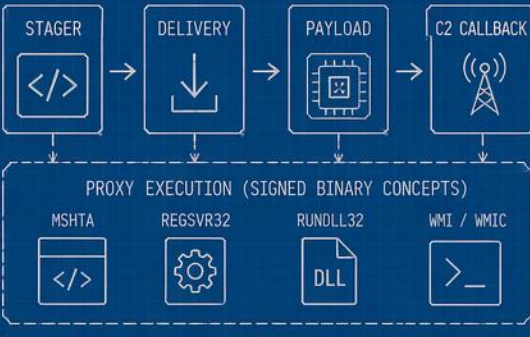 STAGER
DELIVERY
PAYLOAD
C2 CALLBACK
</>
PROXY EXECUTION (SIGNED BINARY CONCEPTS)
MSHTA
REGSVR32
RUNDLL32
WMI / WMIC
</>
DLL
>_